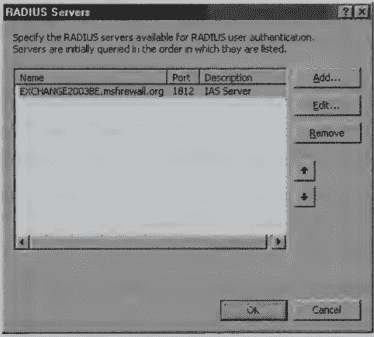 RADIUS Servers
Specify the RADIUS servers available for RADIUS user authentication.
Servers are initially queried in the order in which they are listed.
Name Port Description
EXCHANGE2003BE.msfirewall.org 1812 IAS Server
Add...
Edit...
Remove
OK Cancel